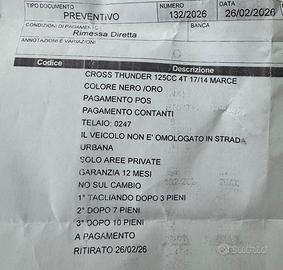 TIPO DOCUMENTO NUMERO DATA
PREVENTIVO 132/2026 26/02/2026
CONDIZIONI DI PAGAMENTO
Rimessa Diretta
ANNOTAZIONI E VARIAZIONI
Codice Descrizione
CROSS THUNDER 125CC 4T 17/14 MARCE
COLORE NERO /ORO
PAGAMENTO POS
PAGAMENTO CONTANTI
TELAIO: 0247
IL VEICOLO NON E' OMOLOGATO IN STRADA
URBANA
SOLO AREE PRIVATE
GARANZIA 12 MESI
NO SUL CAMBIO
1° TAGLIANDO DOPO 3 PIENI
2° DOPO 7 PIENI
3° DOPO 10 PIENI
A PAGAMENTO
RITIRATO 26/02/26
subito